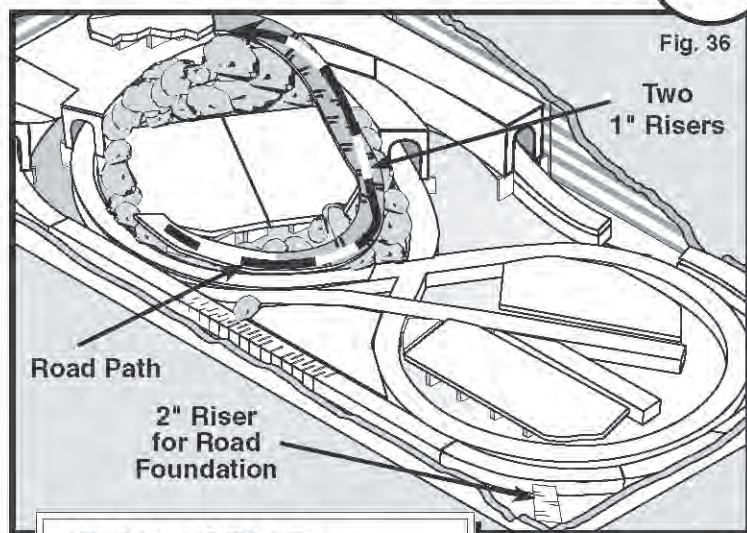 Fig. 36
Two
1" Risers
Road Path
2" Riser
for Road
Foundation